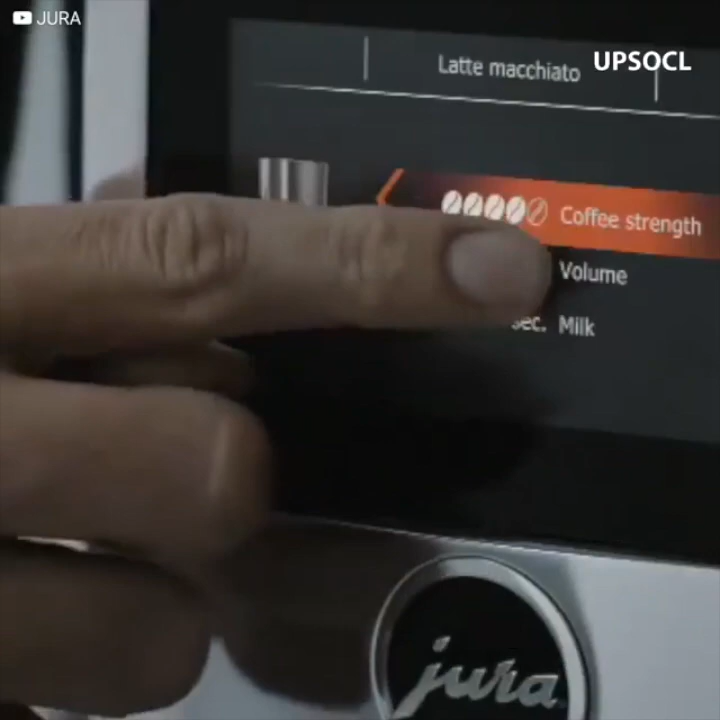 JURA
UPSOCL
Latte macchiato
Coffee strength
Volume
sec. Milk
jura